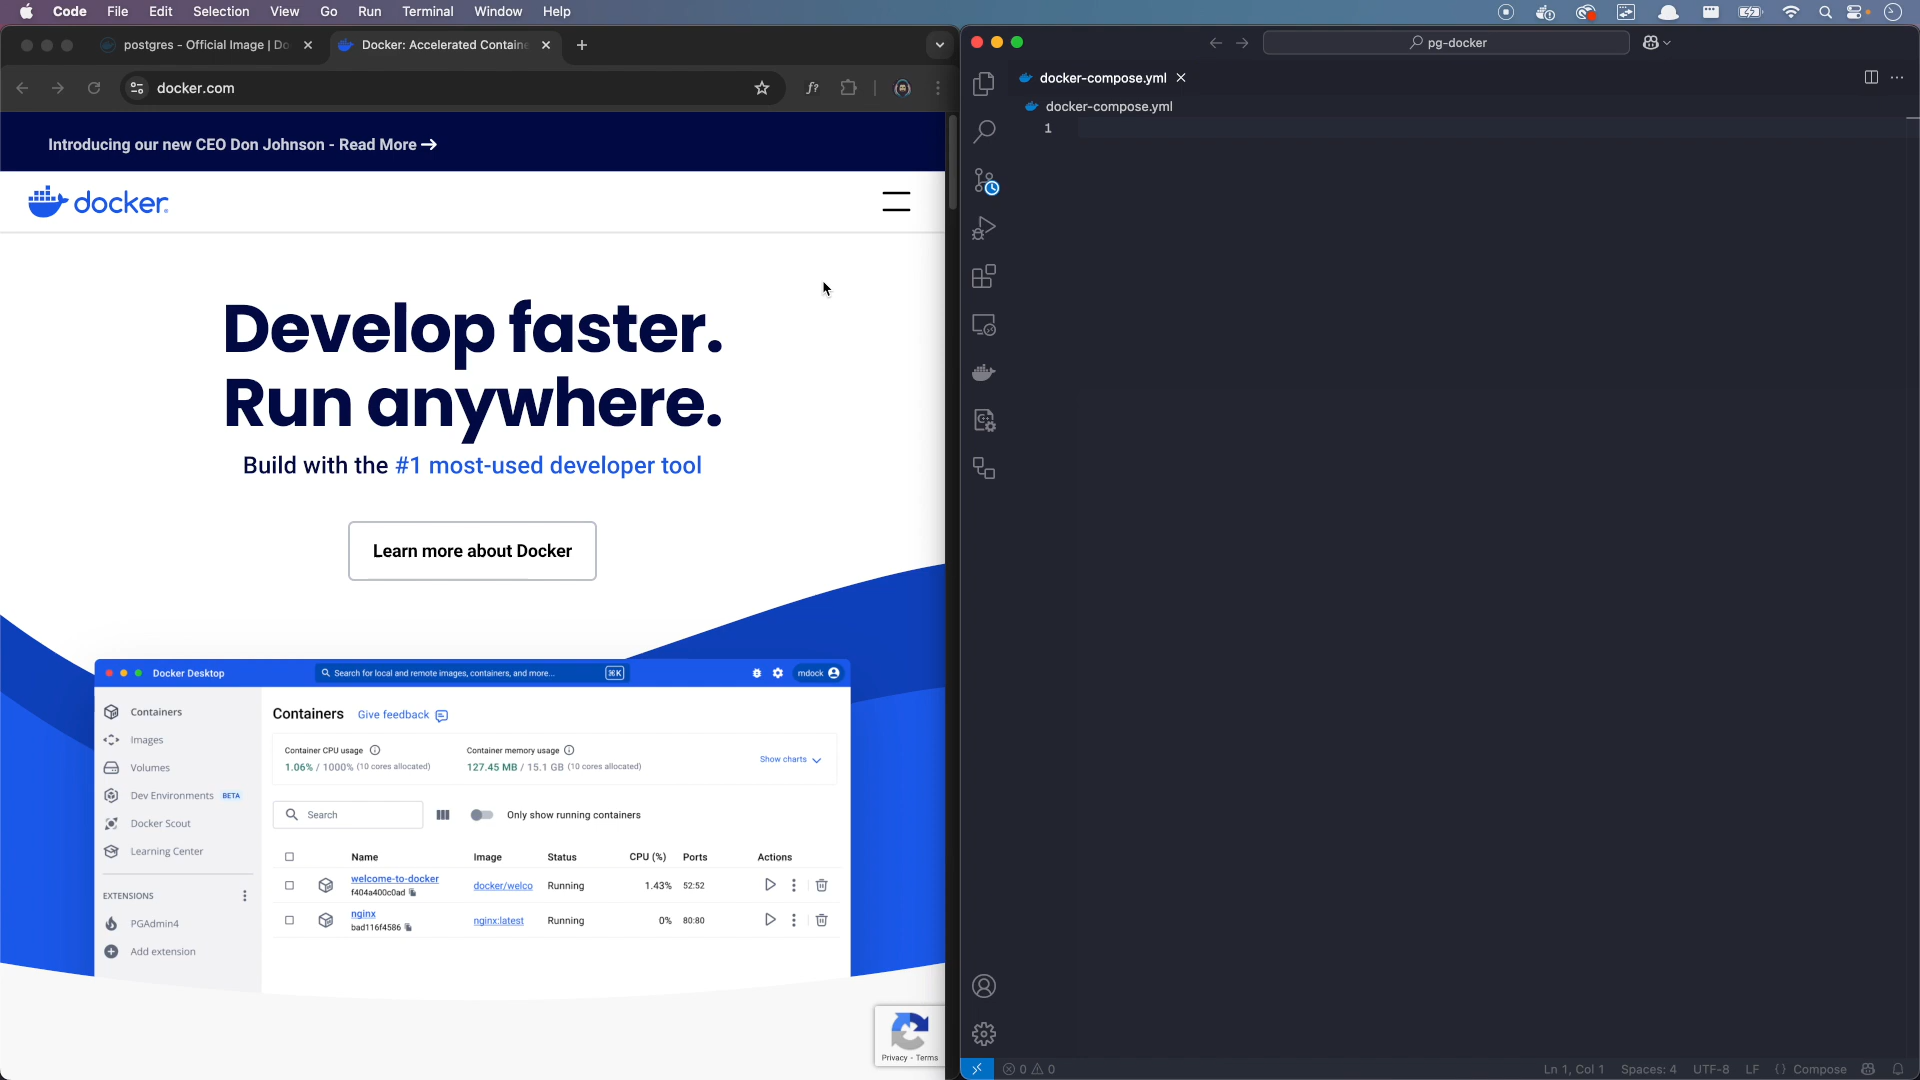 Code File Edit Selection View Go Run Terminal Window Help
postgres - Official Image | Do
Docker: Accelerated Containe
docker.com
f?
Introducing our new CEO Don Johnson - Read More →
docker
Develop faster.
Run anywhere.
Build with the #1 most-used developer tool
Learn more about Docker
Docker Desktop
Search for local and remote images, containers, and more...
⌘K
mdock
Containers
Images
Volumes
Dev Environments BETA
Docker Scout
Learning Center
EXTENSIONS
PGAdmin4
Add extension
Containers Give feedback
Container CPU usage
1.06% / 1000% (10 cores allocated)
Container memory usage
127.45 MB / 15.1 GB (10 cores allocated)
Show charts
Search
Only show running containers
Name Image Status CPU (%) Ports Actions
welcome-to-docker docker/welco Running 1.43% 52:52
f404a400c0ad
nginx nginx:latest Running 0% 80:80
bad116f4586
Privacy - Terms
pg-docker
docker-compose.yml
docker-compose.yml
1
0 0
Ln 1, Col 1 Spaces: 4 UTF-8 LF {} Compose